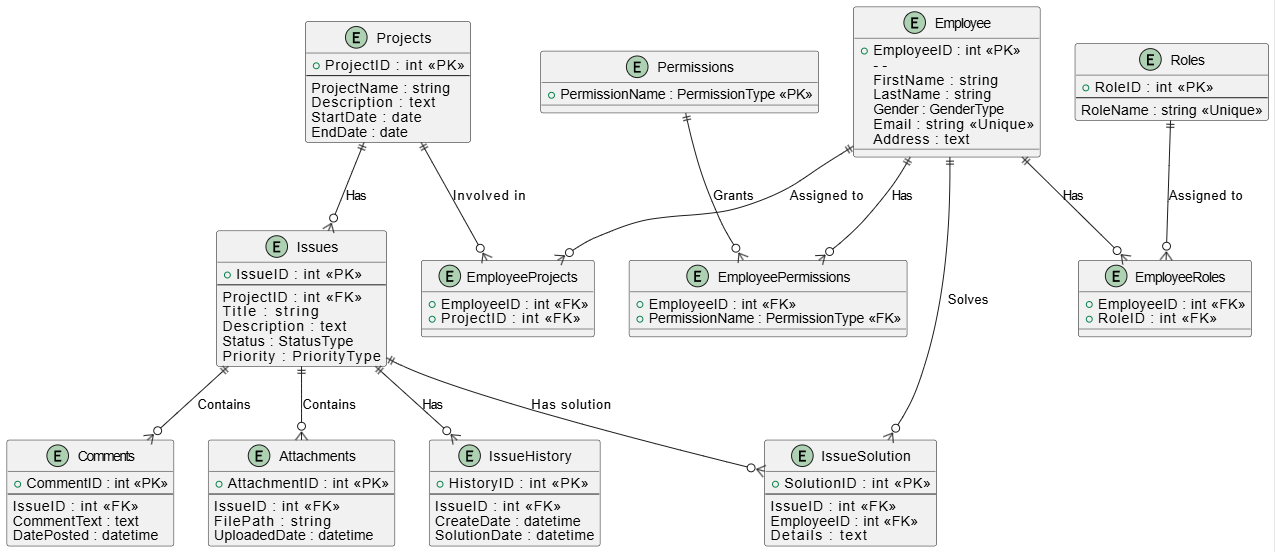 E Projects
ProjectID : int «PK»
ProjectName : string
Description : text
StartDate : date
EndDate : date
E Permissions
PermissionName : PermissionType «PK»
E Employee
EmployeeID : int «PK»
--
FirstName : string
LastName : string
Gender : GenderType
Email : string «Unique»
Address : text
E Roles
RoleID : int «PK»
RoleName : string «Unique»
Has
Involved in
Grants
Assigned to
Has
Has
Assigned to
E Issues
IssueID : int «PK»
ProjectID : int «FK»
Title : string
Description : text
Status : StatusType
Priority : PriorityType
E EmployeeProjects
EmployeeID : int «FK»
ProjectID : int «FK»
E EmployeePermissions
EmployeeID : int «FK»
PermissionName : PermissionType «FK»
Solves
E EmployeeRoles
EmployeeID : int «FK»
RoleID : int «FK»
Contains
Contains
Has
Has solution
E Comments
CommentID : int «PK»
IssueID : int «FK»
CommentText : text
DatePosted : datetime
E Attachments
AttachmentID : int «PK»
IssueID : int «FK»
FilePath : string
UploadedDate : datetime
E IssueHistory
HistoryID : int «PK»
IssueID : int «FK»
CreateDate : datetime
SolutionDate : datetime
E IssueSolution
SolutionID : int «PK»
IssueID : int «FK»
EmployeeID : int «FK»
Details : text